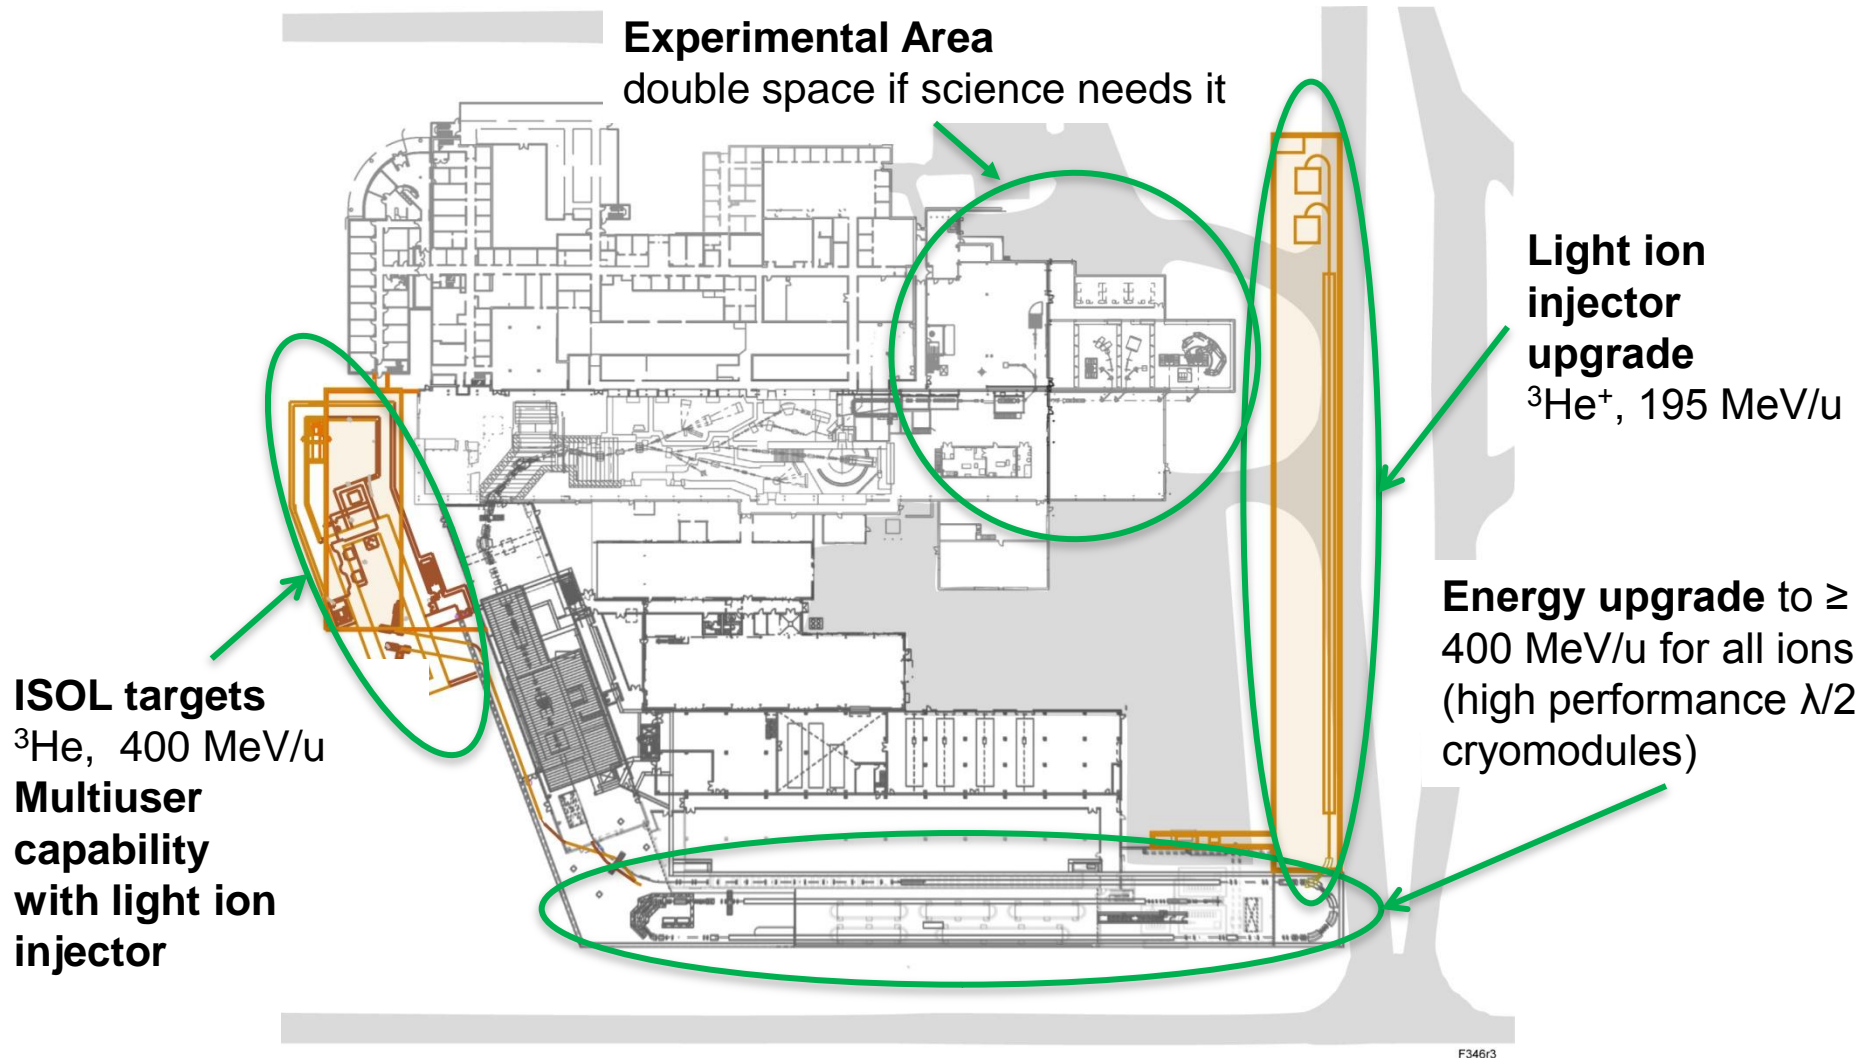 Experimental Area
double space if science needs it
Light ion
injector
upgrade
³He⁺, 195 MeV/u
Energy upgrade to ≥
400 MeV/u for all ions
(high performance λ/2
cryomodules)
ISOL targets
³He,  400 MeV/u
Multiuser
capability
with light ion
injector
F346r3